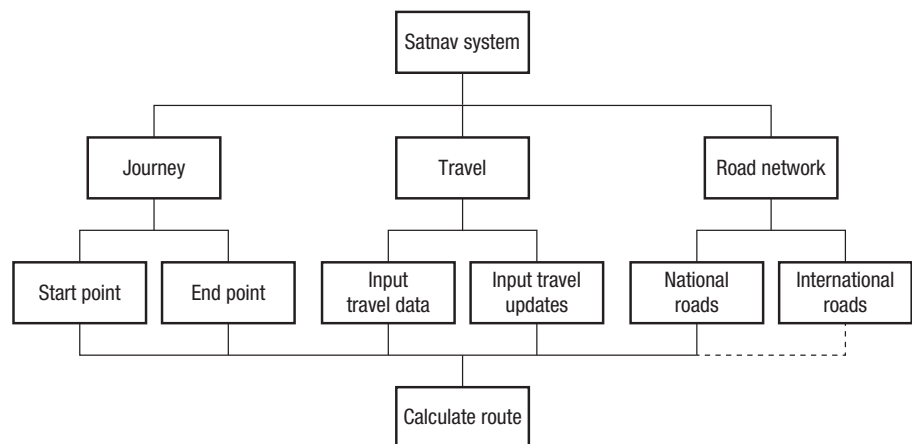 Satnav system
Journey
Travel
Road network
Start point
End point
Input
travel data
Input travel
updates
National
roads
International
roads
Calculate route